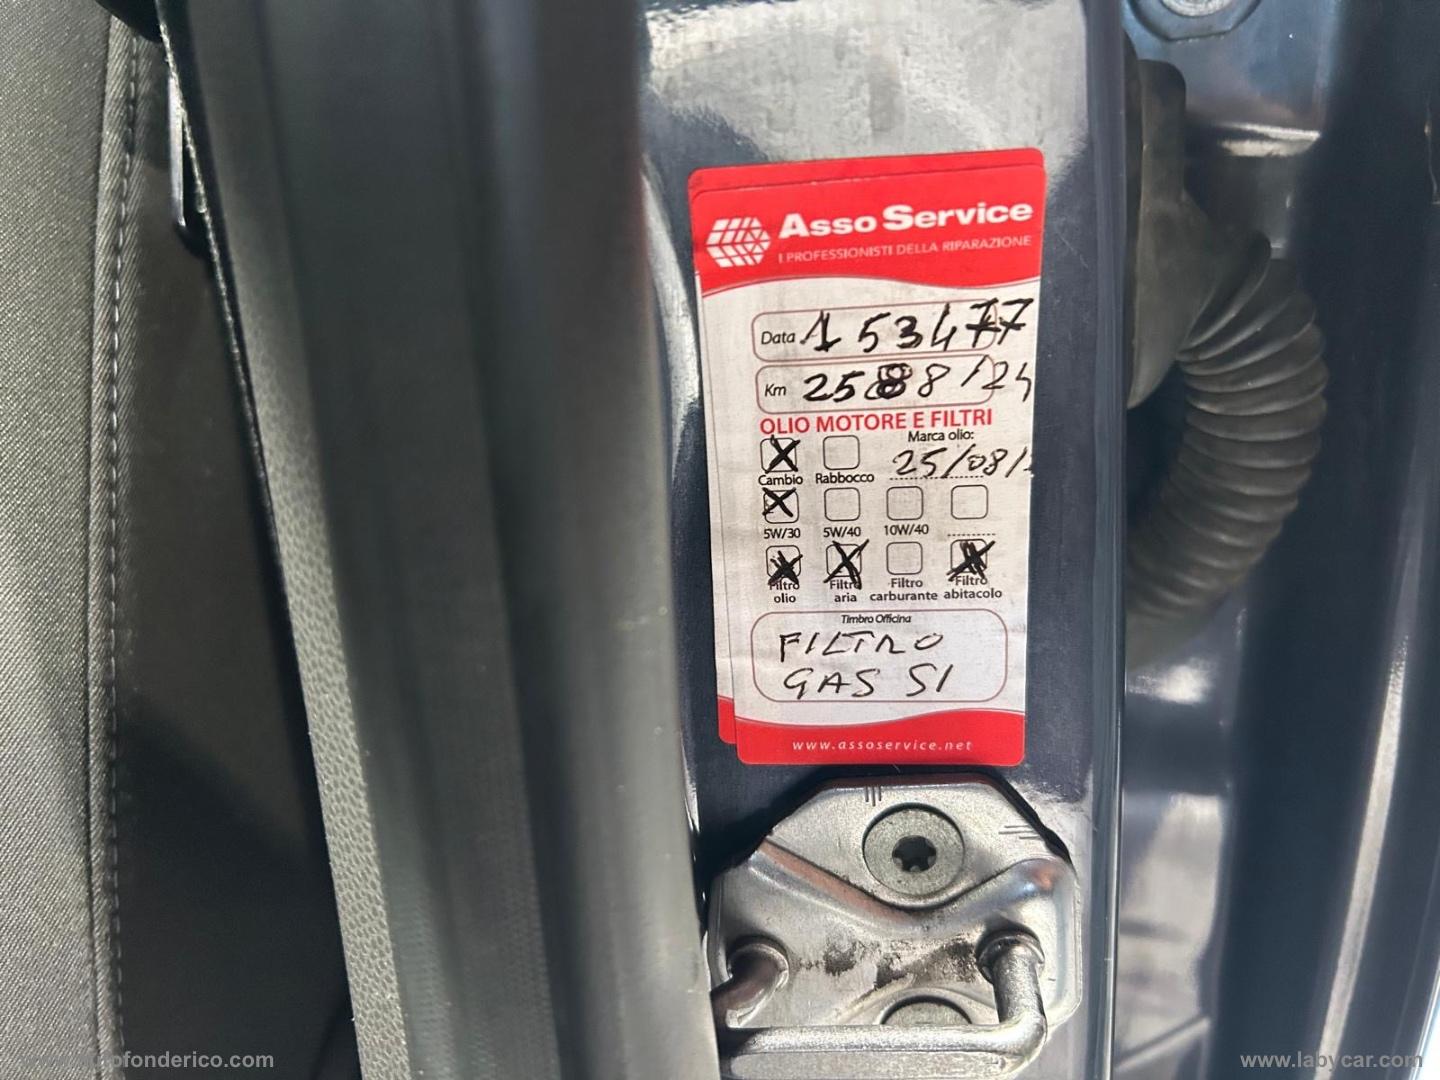 Asso Service
I PROFESSIONISTI DELLA RIPARAZIONE
Data 153477
Km 2588/24
OLIO MOTORE E FILTRI
Marca olio:
25/08/
Cambio Rabbocco
5W/30 5W/40 10W/40
Filtro olio Filtro aria Filtro carburante Filtro abitacolo
Timbro Officina
FILTRO
GAS SI
www.assoservice.net
www.labycar.com